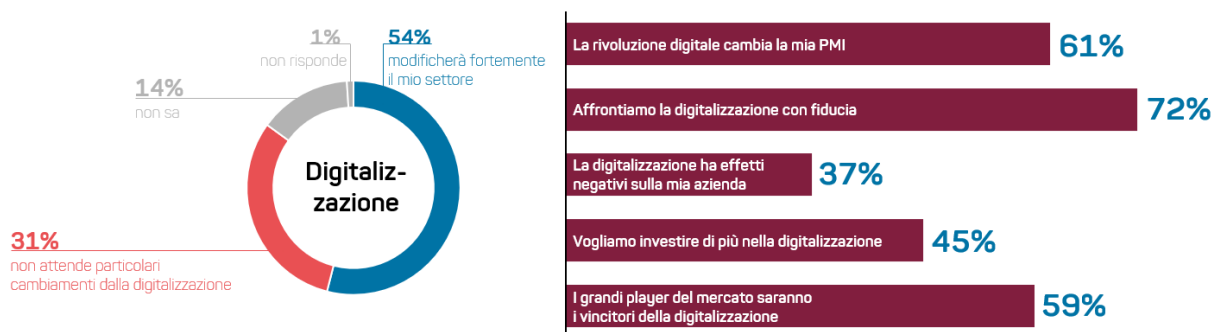 1%
non risponde
54%
modificherà fortemente
il mio settore
14%
non sa
Digitaliz-
zazione
31%
non attende particolari
cambiamenti dalla digitalizzazione
La rivoluzione digitale cambia la mia PMI
61%
Affrontiamo la digitalizzazione con fiducia
72%
La digitalizzazione ha effetti
negativi sulla mia azienda
37%
Vogliamo investire di più nella digitalizzazione
45%
I grandi player del mercato saranno
i vincitori della digitalizzazione
59%